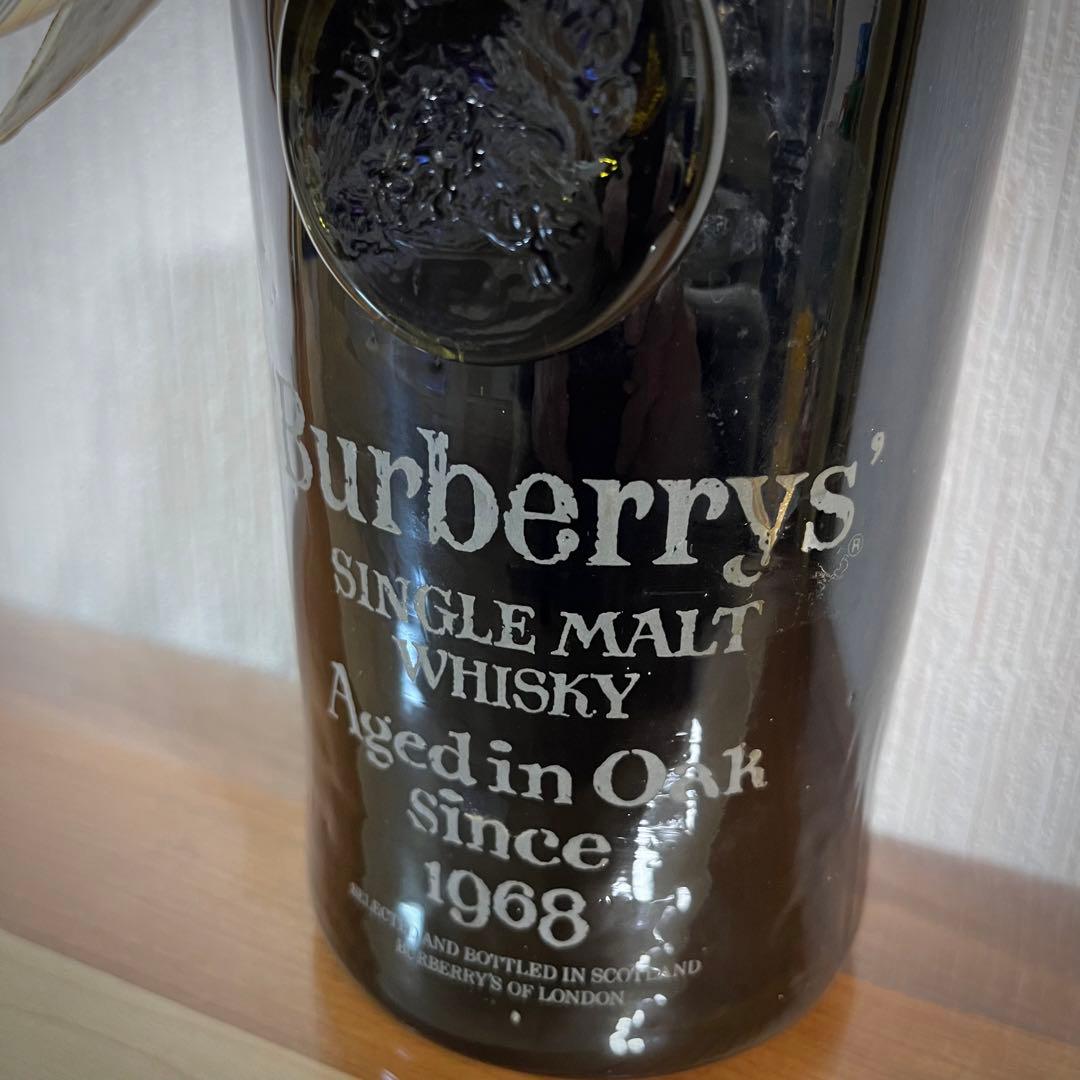 Burberrys'®
SINGLE MALT
WHISKY
Aged in Oak
since
1968
SELECTED AND BOTTLED IN SCOTLAND
BURBERRY'S OF LONDON